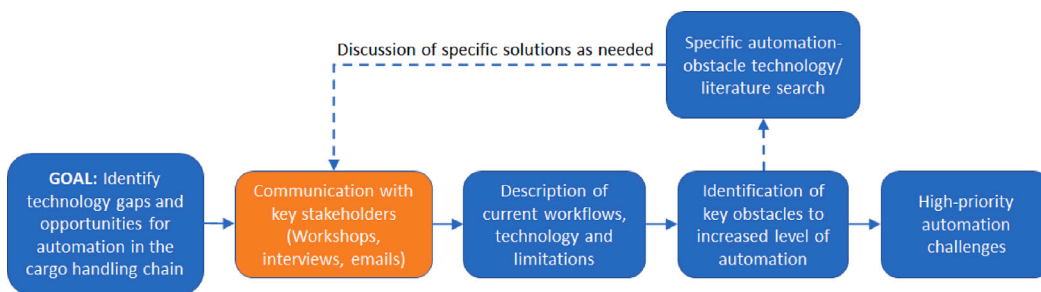 Discussion of specific solutions as needed
Specific automation-
obstacle technology/
literature search
GOAL: Identify
technology gaps and
opportunities for
automation in the
cargo handling chain
Communication with
key stakeholders
(Workshops,
interviews, emails)
Description of
current workflows,
technology and
limitations
Identification of
key obstacles to
increased level of
automation
High-priority
automation
challenges